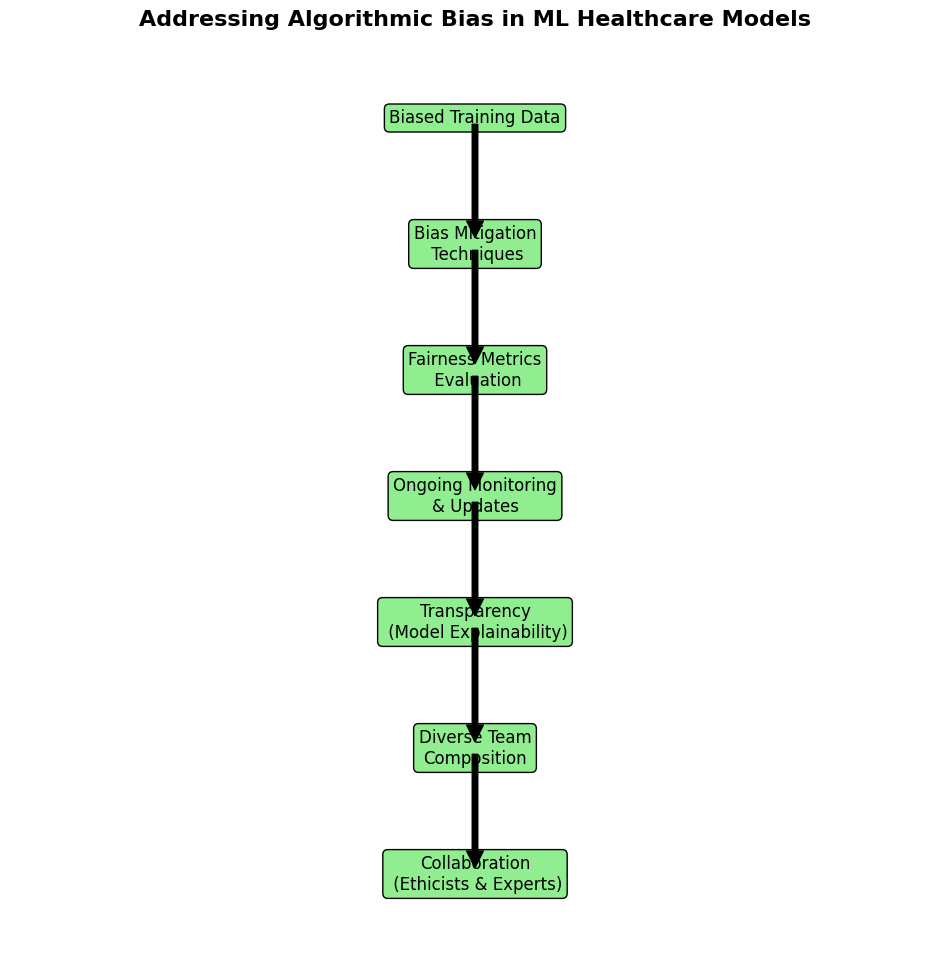 Addressing Algorithmic Bias in ML Healthcare Models
Biased Training Data
Bias Mitigation
Techniques
Fairness Metrics
Evaluation
Ongoing Monitoring
& Updates
Transparency
(Model Explainability)
Diverse Team
Composition
Collaboration
(Ethicists & Experts)